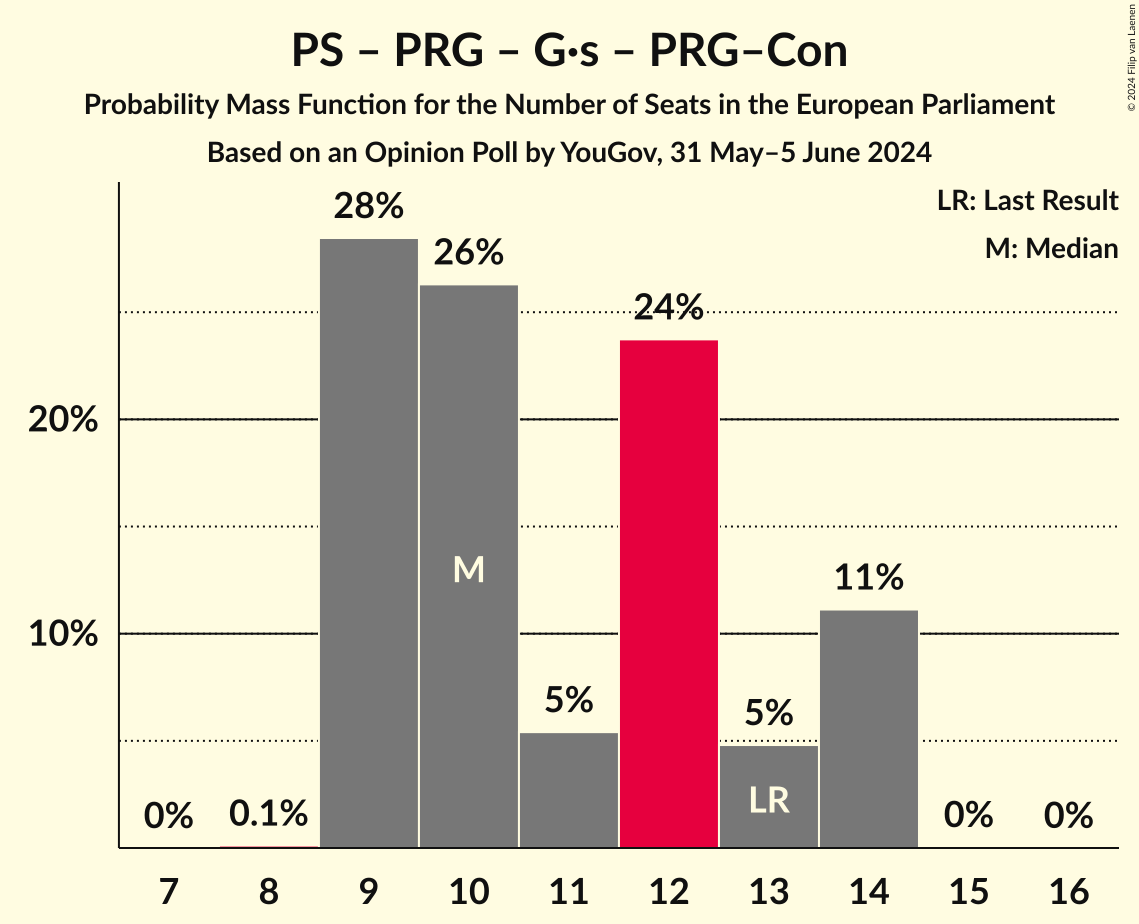 PS – PRG – G•s – PRG–Con
Probability Mass Function for the Number of Seats in the European Parliament
Based on an Opinion Poll by YouGov, 31 May–5 June 2024
© 2024 Filip van Laenen
LR: Last Result
M: Median
28%
26%
24%
20%
M
11%
10%
5%
5%
LR
0%
0.1%
0%
0%
7 8 9 10 11 12 13 14 15 16